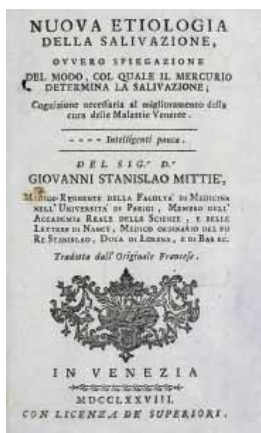 NUOVA ETIOLOGIA
DELLA SALIVAZIONE,
OVVERO SPIEGAZIONE
DEL MODO, COL QUALE IL MERCURIO
DETERMINA LA SALIVAZIONE;
Cognizione necessaria al miglioramento della
cura delle Malattie Veneree.
---- Intelligenti pauca.
DEL SIG.r D.r
GIOVANNI STANISLAO MITTIE',
MEDICO-RESIDENTE DELLA FACOLTA' DI MEDICINA
NELL' UNIVERSITA' DI PARIGI, MEMBRO DELL'
ACCADEMIA REALE DELLE SCIENZE, E BELLE
LETTERE DI NANCY, MEDICO ORDINARIO DEL FU
RE STANISLAO, DUCA DI LORENA, E DI BAR EC.
Tradotta dall' Originale Francese.
IN VENEZIA
MDCCLXXVIII.
CON LICENZA DE' SUPERIORI.